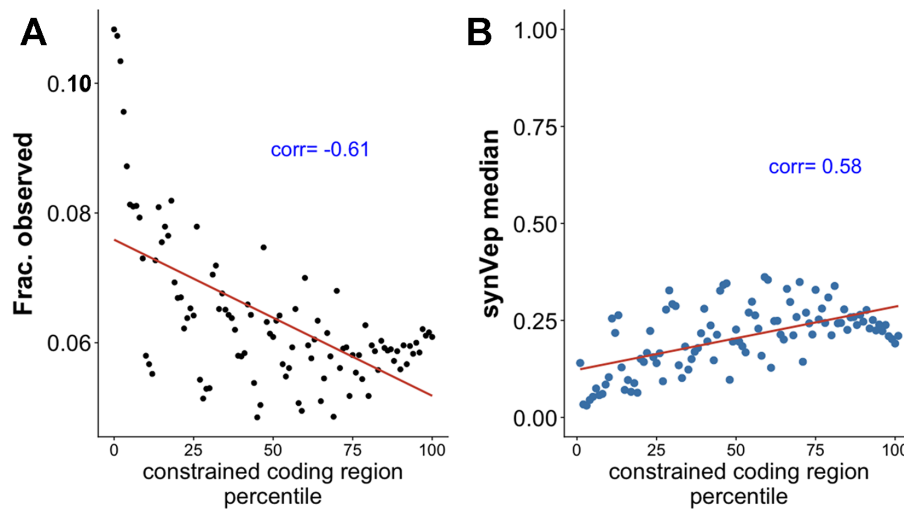 A
Frac. observed
0.10
0.08
0.06
corr= -0.61
0
25
50
75
100
constrained coding region
percentile
B
synVep median
1.00
0.75
0.50
0.25
0.00
corr= 0.58
0
25
50
75
100
constrained coding region
percentile